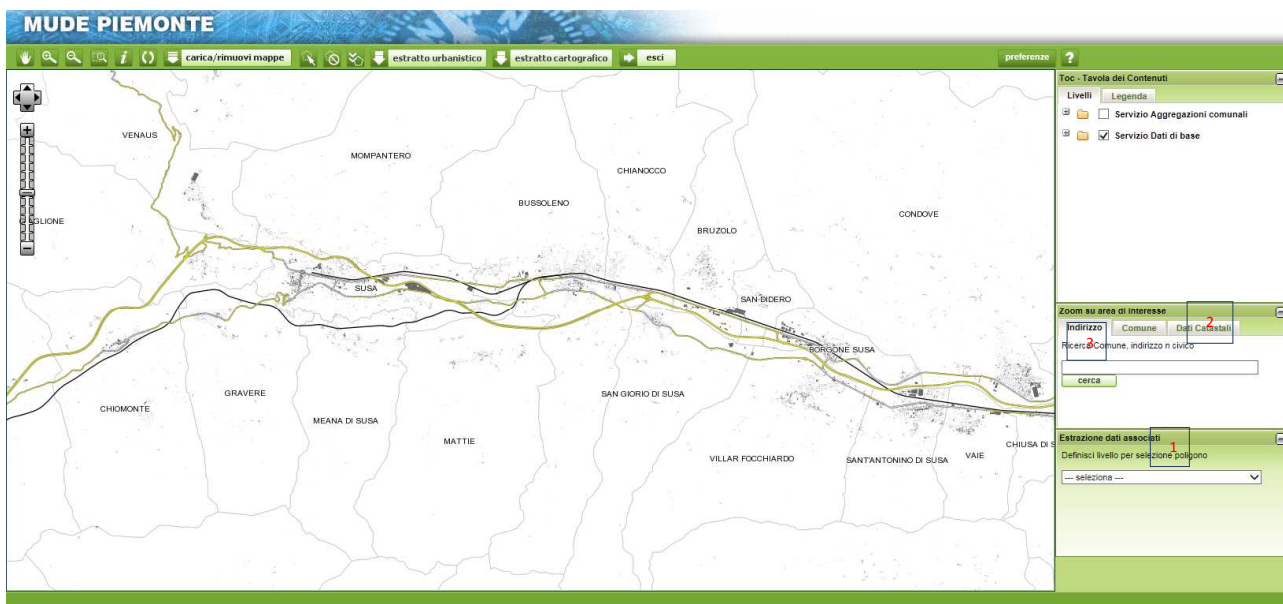 MUDE PIEMONTE
carica/rimuovi mappe estratto urbanistico estratto cartografico esci preferenze ?
Toc - Tavola dei Contenuti
Livelli Legenda
Servizio Aggregazioni comunali
Servizio Dati di base
VENAUS
MOMPANTERO
CHIANOCCO
BUSSOLENO
CONDOVE
BRUZOLO
SUSA
SAN DIDERO
BORGONE SUSA
GRAVERE
CHIOMONTE
MEANA DI SUSA
SAN GIORIO DI SUSA
MATTIE
VILLAR FOCCHIARDO
SANT'ANTONINO DI SUSA
VAIE
CHIUSA DI S
Zoom su area di interesse
2
Indirizzo Comune Dati Catastali
3
Ricerca Comune, indirizzo n civico
cerca
Estrazione dati associati
1
Definisci livello per selezione poligono
--- seleziona ---